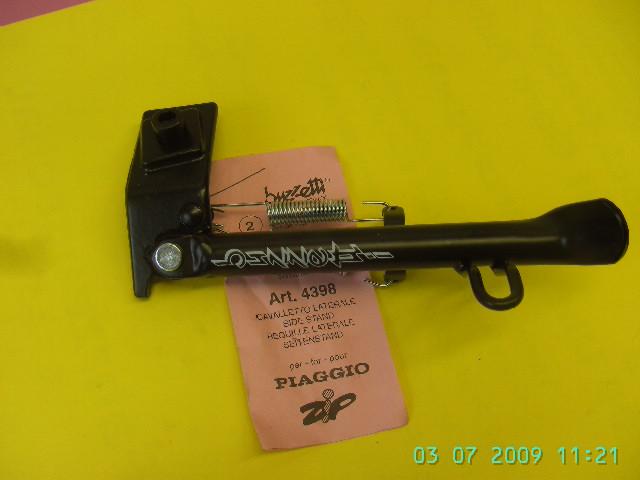 buzzetti
2
Art. 4398
CAVALLETTO LATERALE
SIDE STAND
BEQUILLE LATERALE
SEITENSTAND
per - for - pour
PIAGGIO
ZIP
03 07 2009 11:21